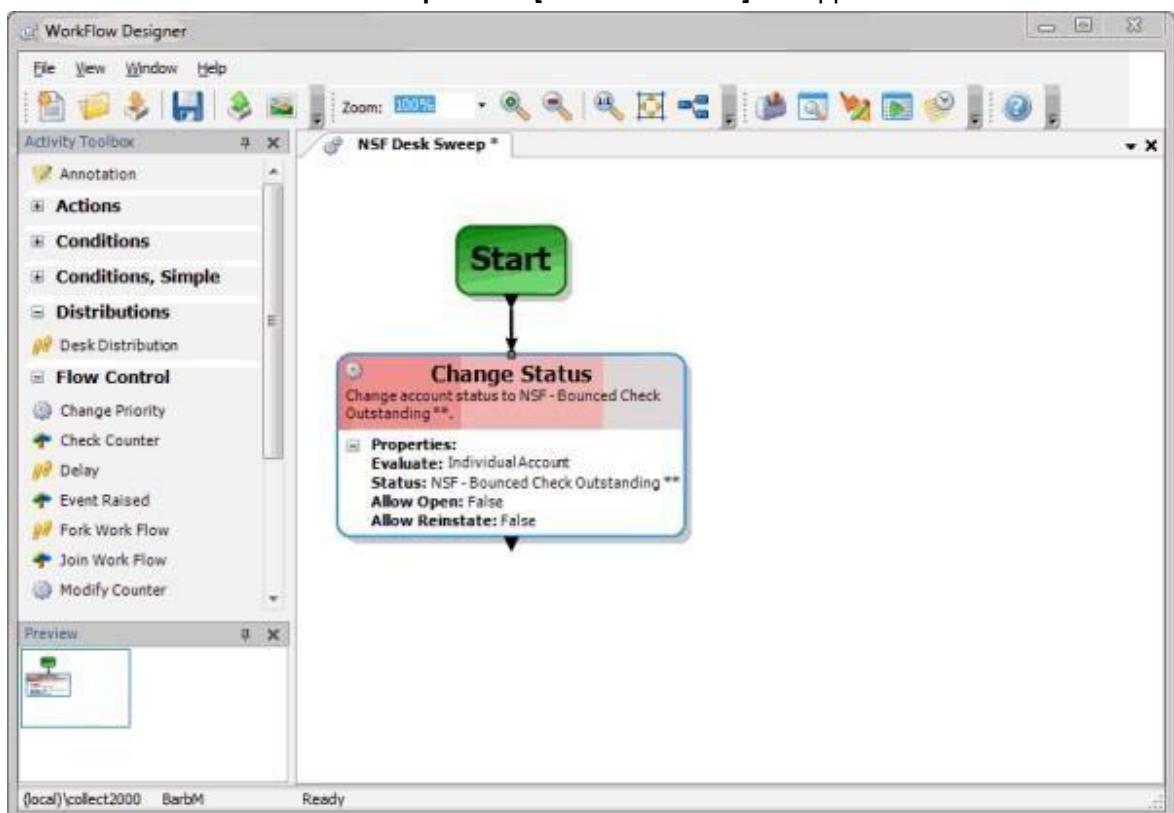 WorkFlow Designer
File View Window Help
Zoom: 100%
Activity Toolbox
NSF Desk Sweep *
Annotation
Actions
Conditions
Conditions, Simple
Distributions
Desk Distribution
Flow Control
Change Priority
Check Counter
Delay
Event Raised
Fork Work Flow
Join Work Flow
Modify Counter
Start
Change Status
Change account status to NSF - Bounced Check
Outstanding **.
Properties:
Evaluate: Individual Account
Status: NSF - Bounced Check Outstanding **
Allow Open: False
Allow Reinstate: False
Preview
(local)\collect2000 BarbM Ready